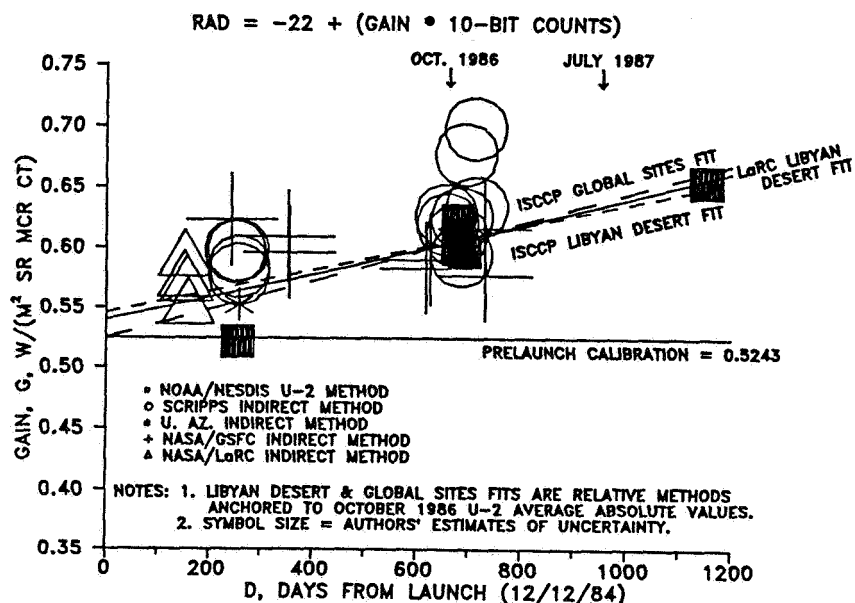 RAD = -22 + (GAIN * 10-BIT COUNTS)
OCT. 1986
JULY 1987
0.75
0.70
0.65
0.60
0.55
0.50
0.45
0.40
0.35
GAIN, G, W/(M² SR MCR CT)
ISCCP GLOBAL SITES FIT
LaRC LIBYAN
DESERT FIT
ISCCP LIBYAN DESERT FIT
PRELAUNCH CALIBRATION = 0.5243
NOAA/NESDIS U-2 METHOD
SCRIPPS INDIRECT METHOD
U. AZ. INDIRECT METHOD
NASA/GSFC INDIRECT METHOD
NASA/LaRC INDIRECT METHOD
NOTES: 1. LIBYAN DESERT & GLOBAL SITES FITS ARE RELATIVE METHODS
ANCHORED TO OCTOBER 1986 U-2 AVERAGE ABSOLUTE VALUES.
2. SYMBOL SIZE = AUTHORS' ESTIMATES OF UNCERTAINTY.
0 200 400 600 800 1000 1200
D, DAYS FROM LAUNCH (12/12/84)